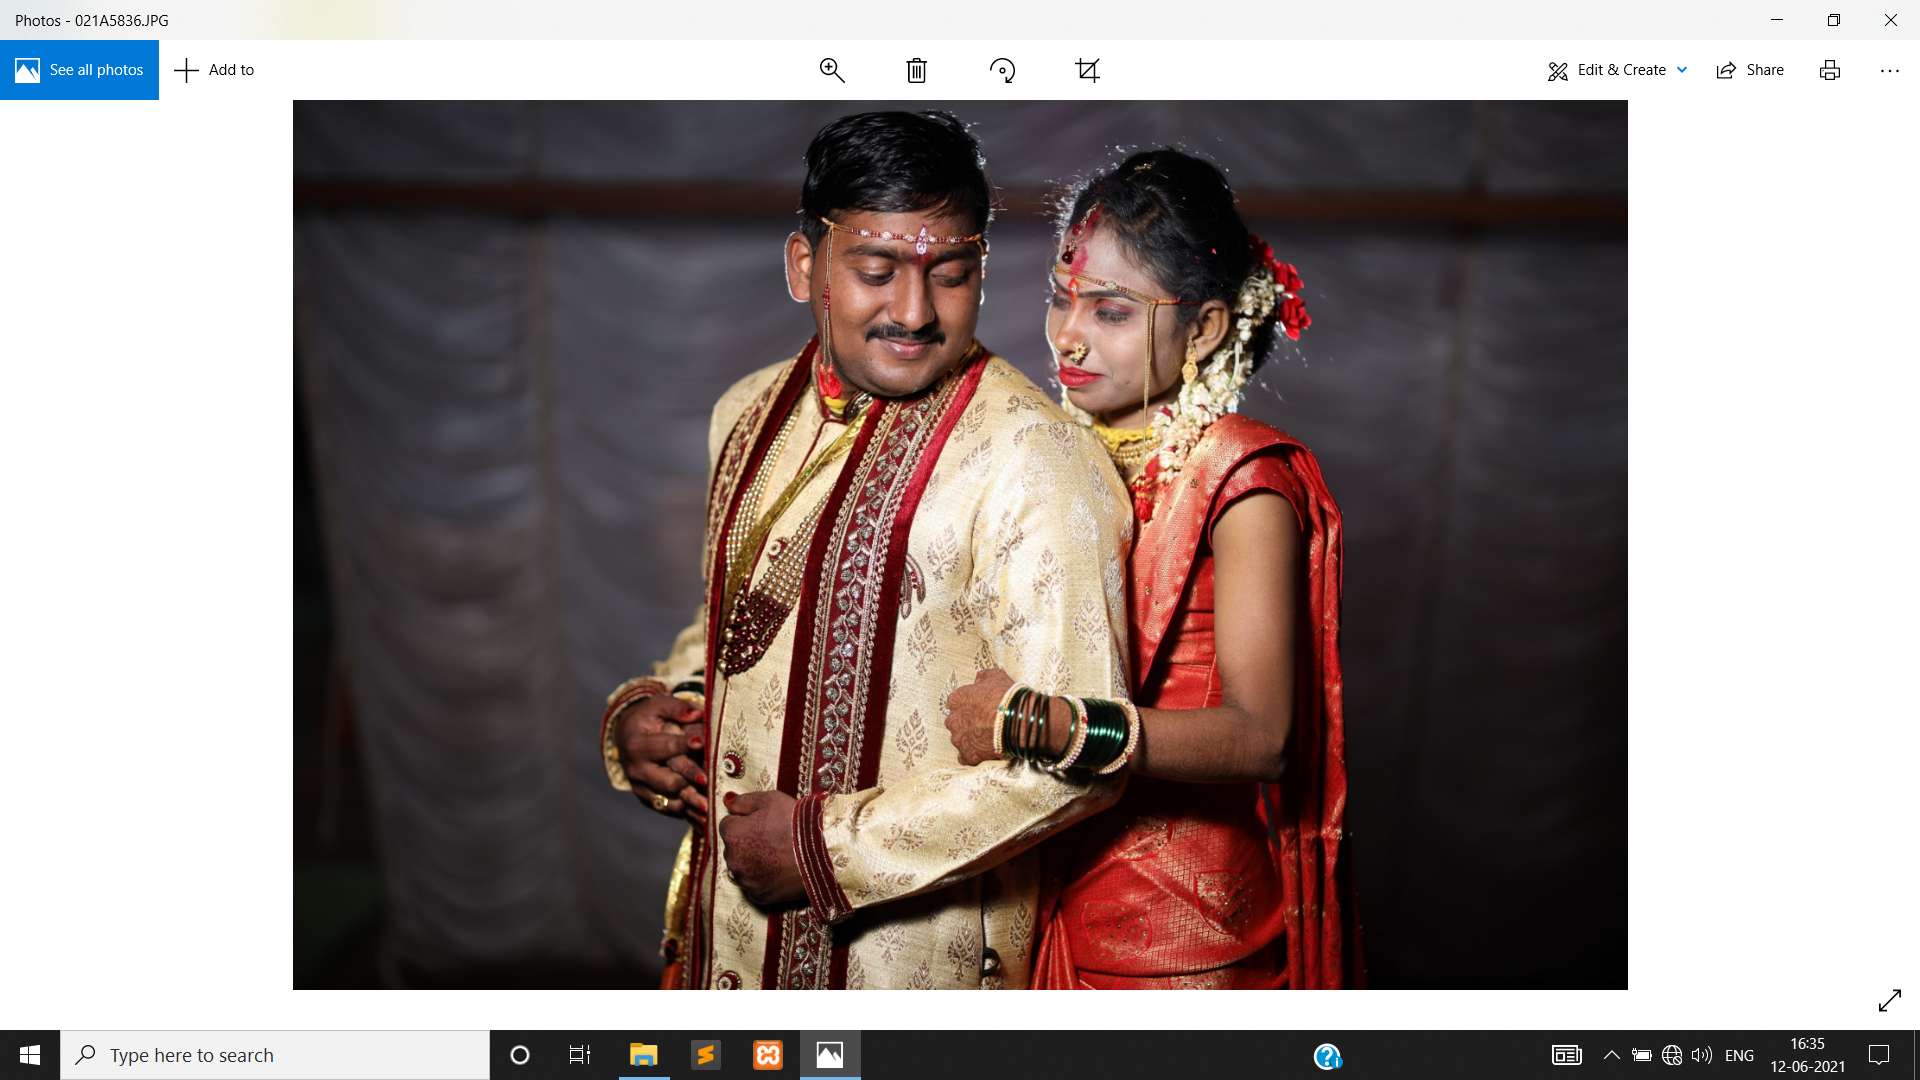 Photos - 021A5836.JPG
See all photos
Add to
Edit & Create
Share
Type here to search
ENG
16:35
12-06-2021